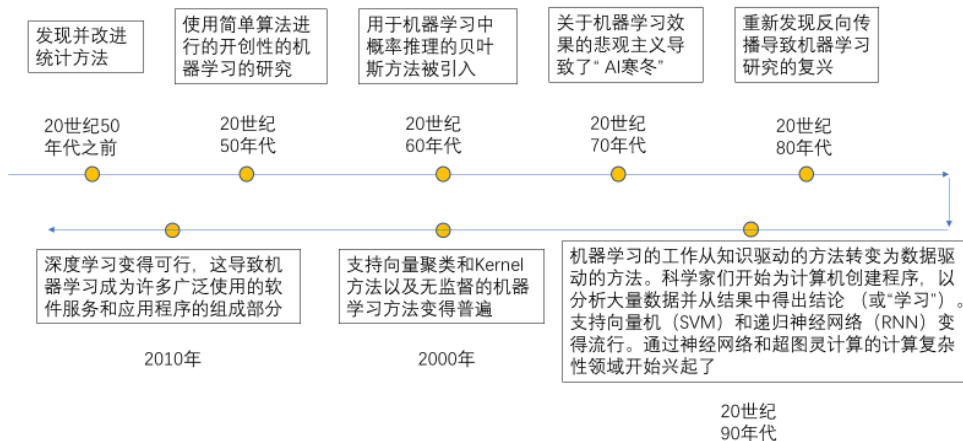 发现并改进
统计方法
使用简单算法进
行的开创性的机
器学习的研究
用于机器学习中
概率推理的贝叶
斯方法被引入
关于机器学习效
果的悲观主义导
致了“ AI寒冬”
重新发现反向传
播导致机器学习
研究的复兴
20世纪50
年代之前
20世纪
50年代
20世纪
60年代
20世纪
70年代
20世纪
80年代
机器学习的工作从知识驱动的方法转变为数据驱
动的方法。科学家们开始为计算机创建程序，以
分析大量数据并从结果中得出结论 （或“学习”）。
支持向量机（SVM）和递归神经网络（RNN）变
得流行。通过神经网络和超图灵计算的计算复杂
性领域开始兴起了
20世纪
90年代
支持向量聚类和Kernel
方法以及无监督的机器
学习方法变得普遍
2000年
深度学习变得可行，这导致机
器学习成为许多广泛使用的软
件服务和应用程序的组成部分
2010年